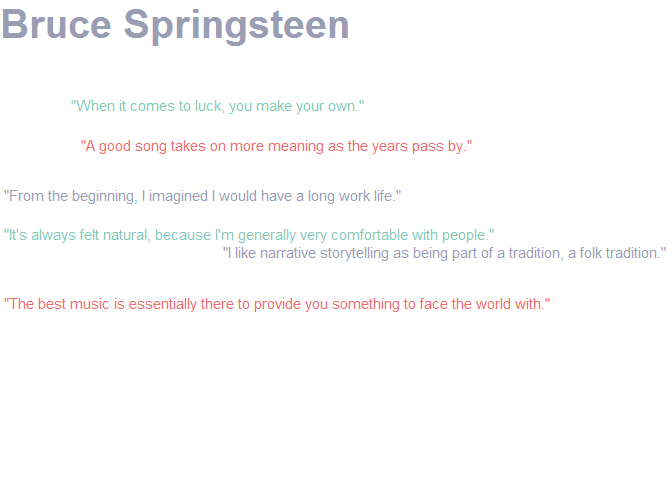 Bruce Springsteen
"When it comes to luck, you make your own."
"A good song takes on more meaning as the years pass by."
"From the beginning, I imagined I would have a long work life."
"It's always felt natural, because I'm generally very comfortable with people."
"I like narrative storytelling as being part of a tradition, a folk tradition."
"The best music is essentially there to provide you something to face the world with."